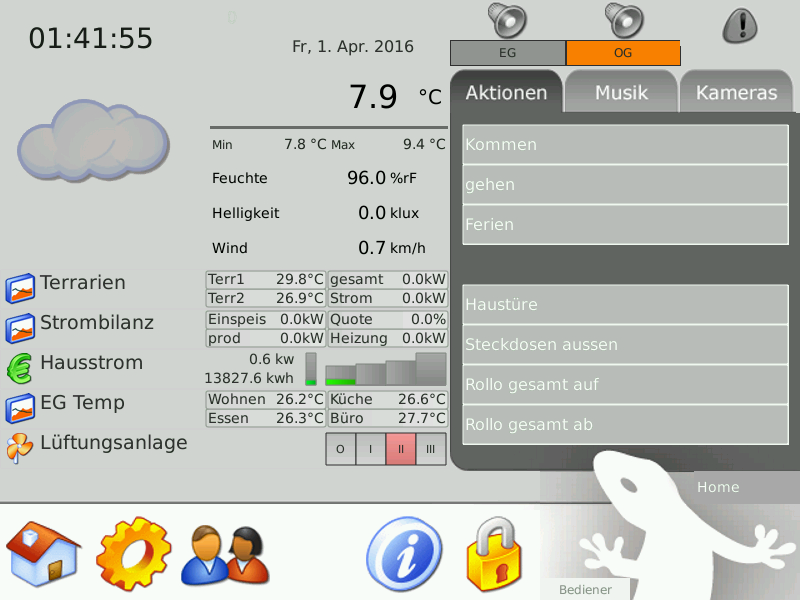 01:41:55
Fr, 1. Apr. 2016
EG
OG
Aktionen
Musik
Kameras
7.9 °C
Min 7.8 °C Max 9.4 °C
Feuchte 96.0 %rF
Helligkeit 0.0 klux
Wind 0.7 km/h
Kommen
gehen
Ferien
Haustüre
Steckdosen aussen
Rollo gesamt auf
Rollo gesamt ab
Terrarien
Strombilanz
Hausstrom
EG Temp
Lüftungsanlage
Terr1 29.8°C gesamt 0.0kW
Terr2 26.9°C Strom 0.0kW
Einspeis 0.0kW Quote 0.0%
prod 0.0kW Heizung 0.0kW
0.6 kw
13827.6 kwh
Wohnen 26.2°C Küche 26.6°C
Essen 26.3°C Büro 27.7°C
O I II III
Home
Bediener